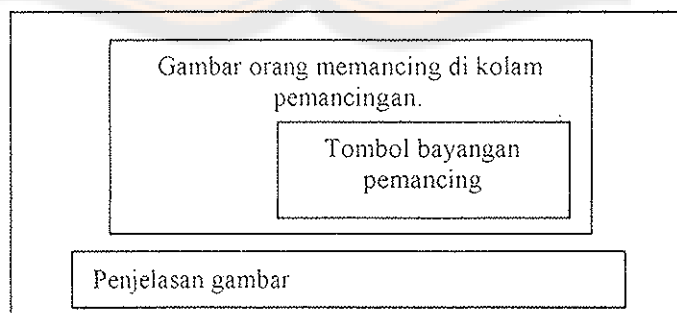 Gambar orang memancing di kolam
pemancingan.
Tombol bayangan
pemancing
Penjelasan gambar